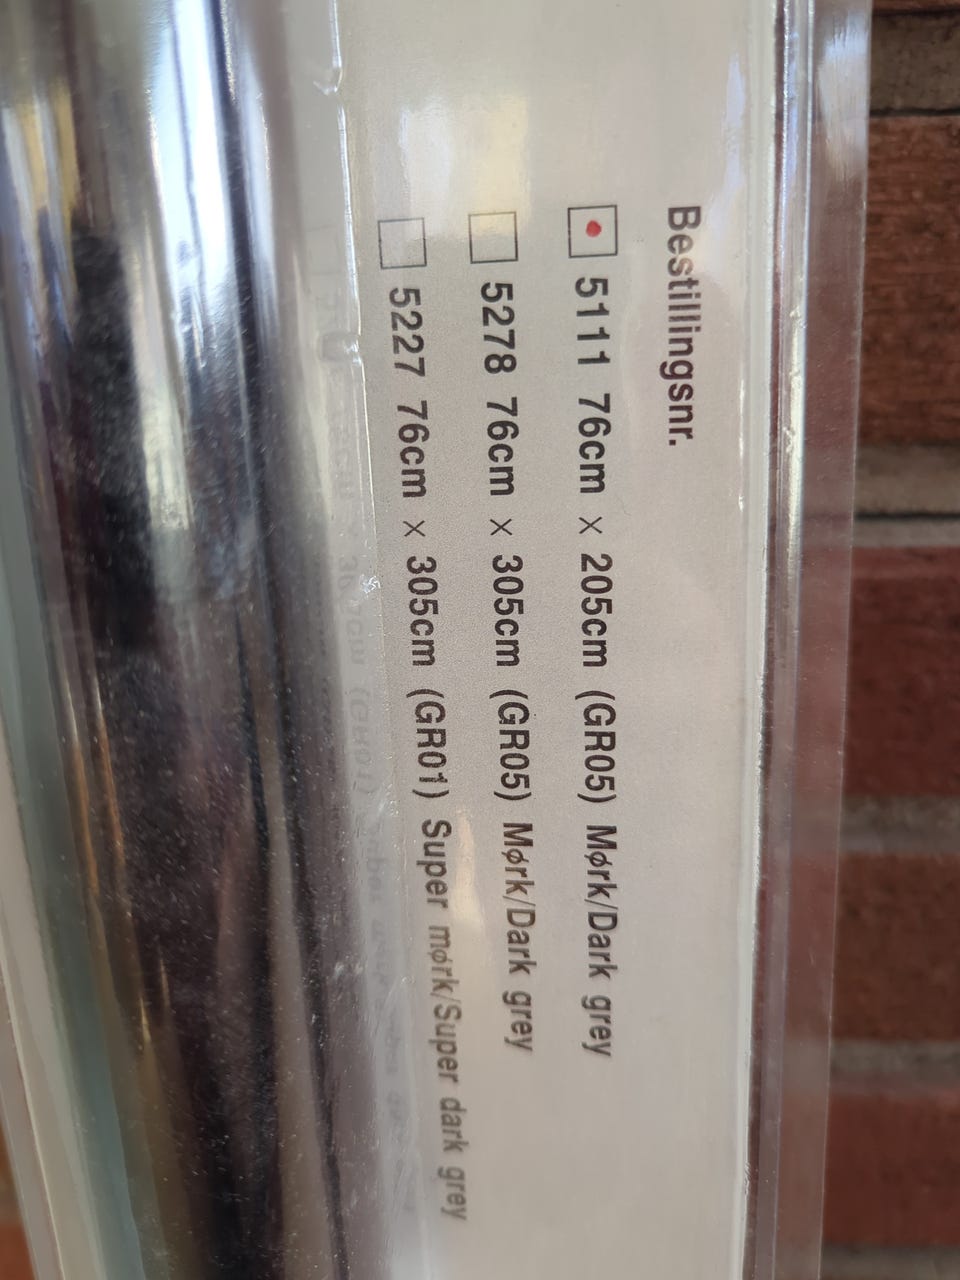 Bestillingsnr.
5111 76cm x 205cm (GR05) Mørk/Dark grey
5278 76cm x 305cm (GR05) Mørk/Dark grey
5227 76cm x 305cm (GR01) Super mørk/Super dark grey